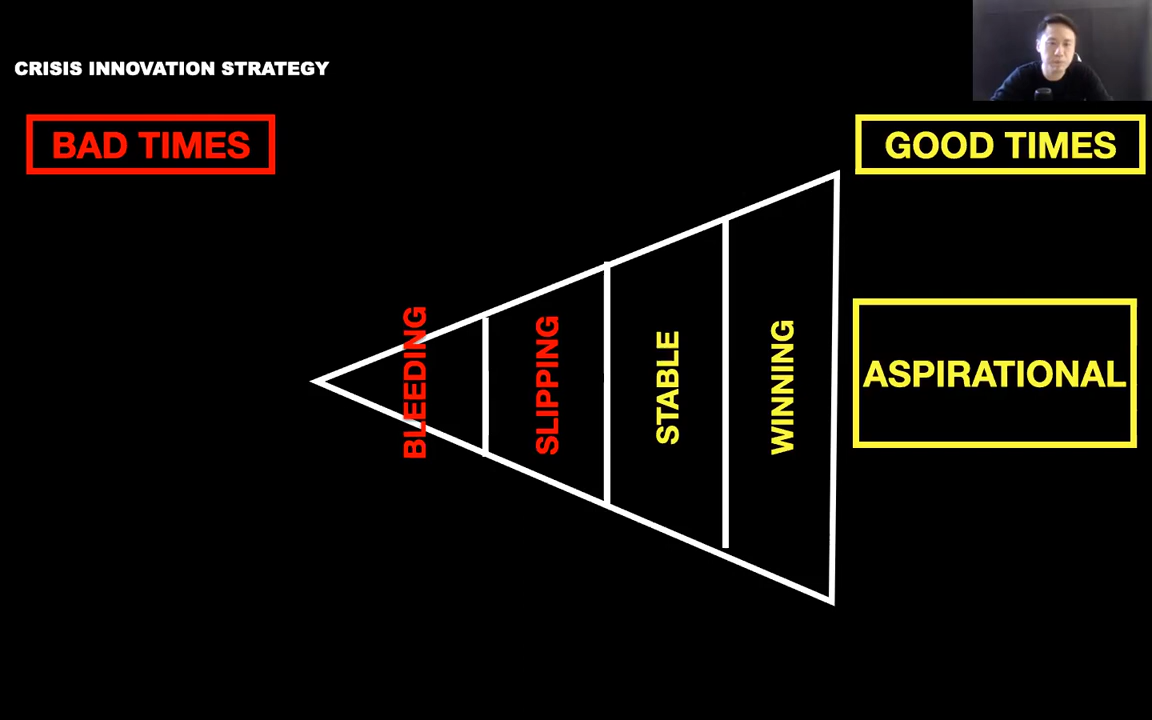 CRISIS INNOVATION STRATEGY
BAD TIMES
GOOD TIMES
BLEEDING
SLIPPING
STABLE
WINNING
ASPIRATIONAL